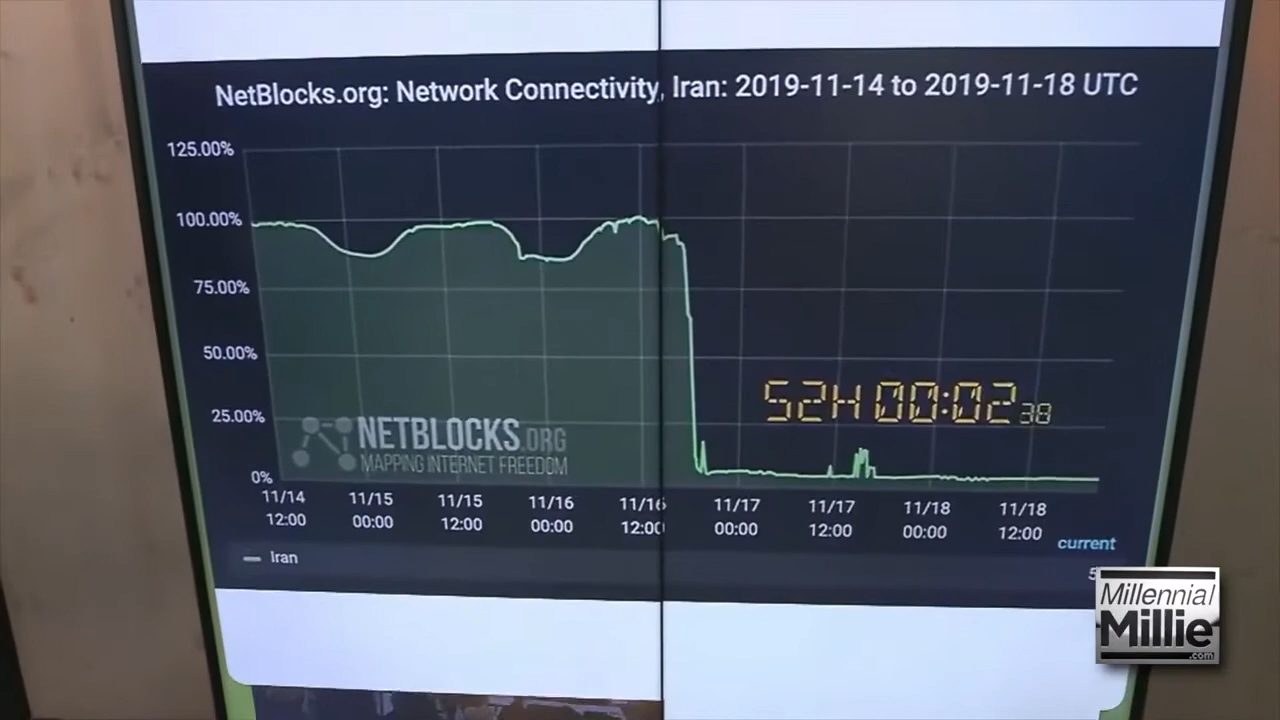 NetBlocks.org: Network Connectivity, Iran: 2019-11-14 to 2019-11-18 UTC
125.00%
100.00%
75.00%
50.00%
25.00%
0%
52H 00:02 38
NETBLOCKS.ORG
MAPPING INTERNET FREEDOM
11/14 11/15 11/15 11/16 11/16 11/17 11/17 11/18 11/18
12:00 00:00 12:00 00:00 12:00 00:00 12:00 00:00 12:00
current
Iran
Millennial
Millie
.com